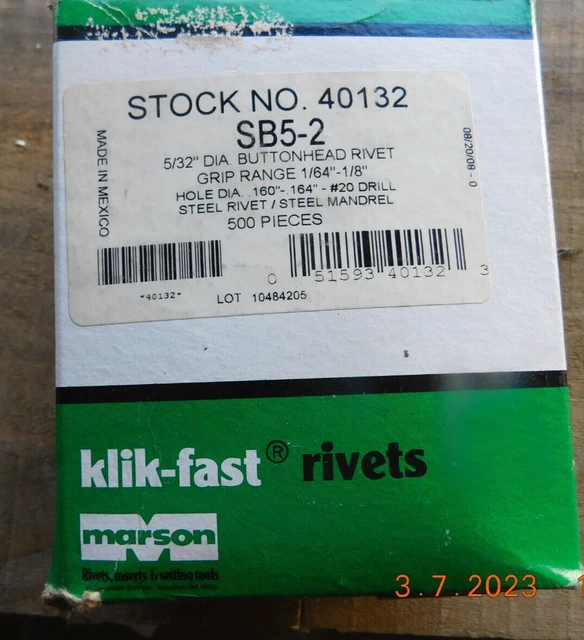 STOCK NO. 40132
SB5-2
5/32" DIA. BUTTONHEAD RIVET
GRIP RANGE 1/64"-1/8"
HOLE DIA. .160"-.164" - #20 DRILL
STEEL RIVET / STEEL MANDREL
500 PIECES
MADE IN MEXICO
08/20/08 - 0
*40132*
0 51593 40132 3
LOT 10484205
klik-fast® rivets
marson
Rivets, inserts & setting tools
3.7.2023